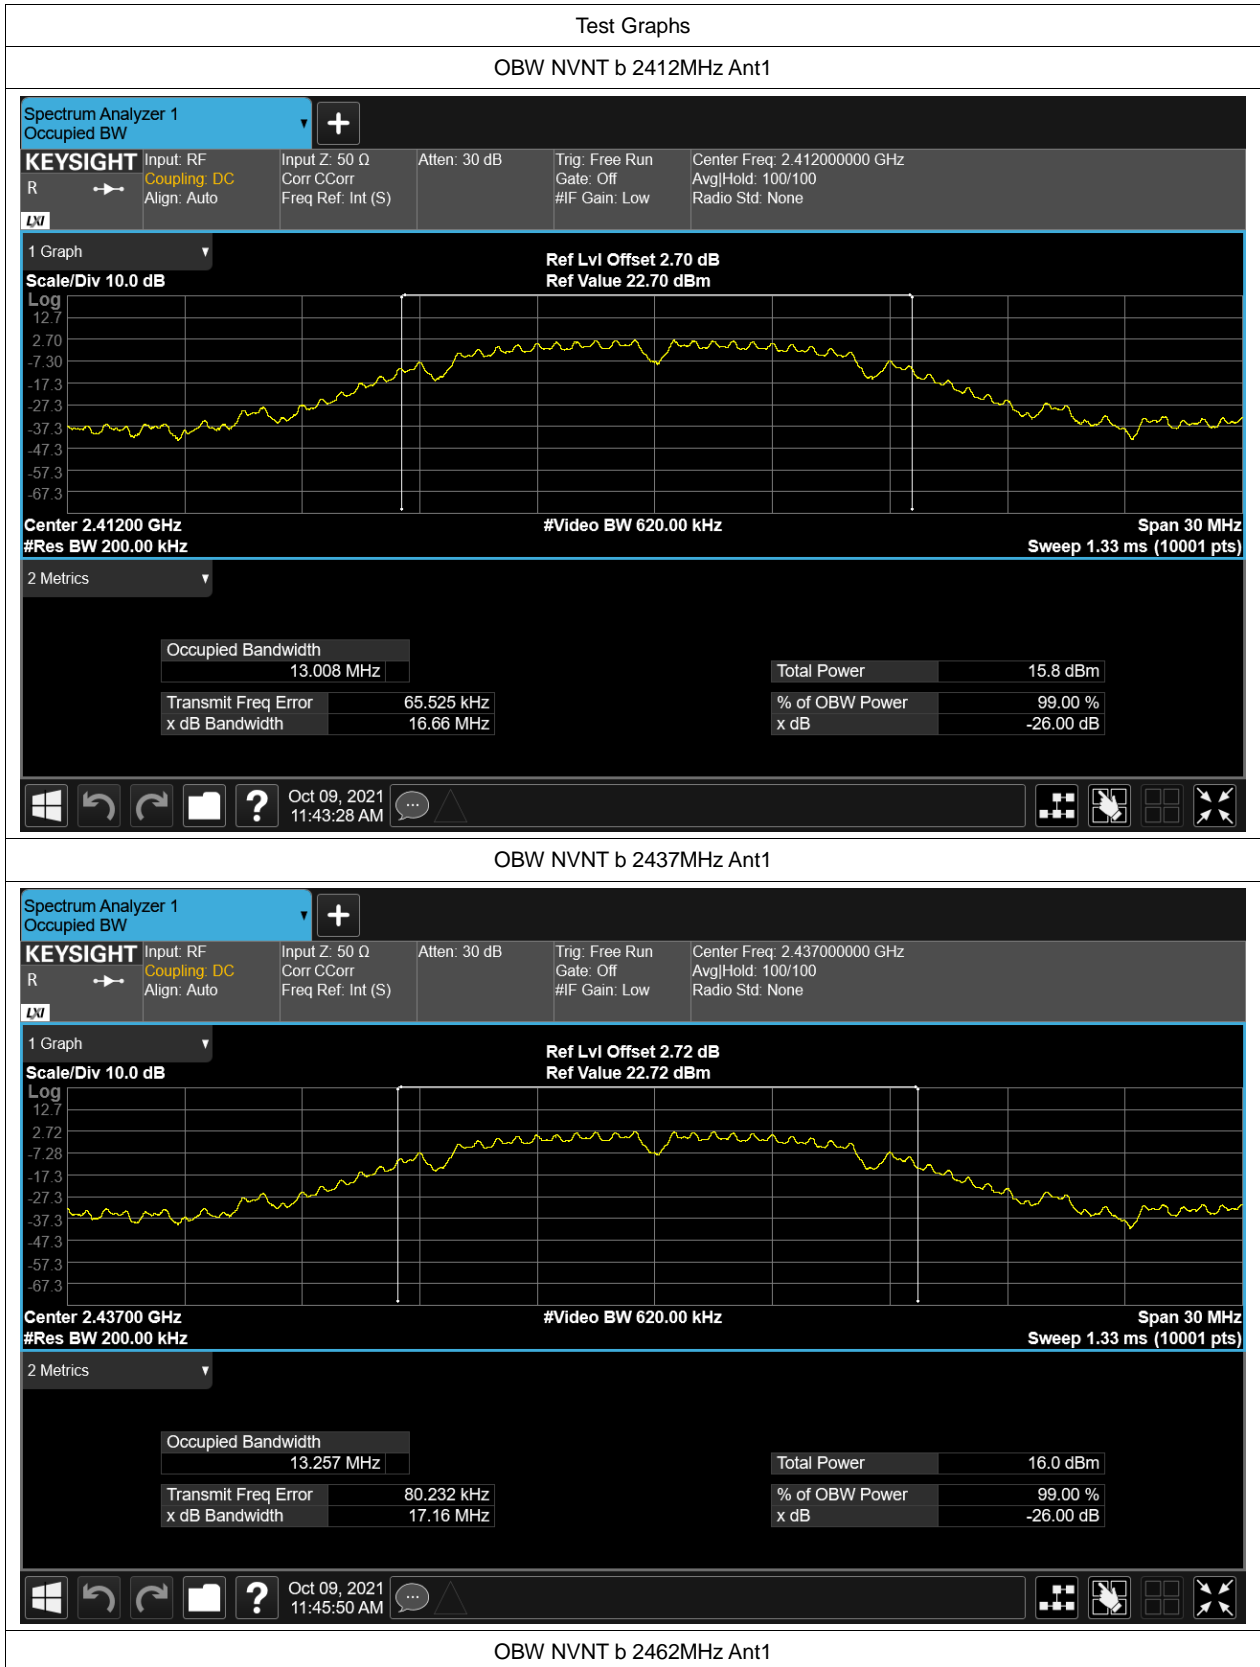 Test Graphs
OBW NVNT b 2412MHz Ant1
Spectrum Analyzer 1
Occupied BW
KEYSIGHT
R
LXI
Input: RF
Coupling: DC
Align: Auto
Input Z: 50 Ω
Corr CCorr
Freq Ref: Int (S)
Atten: 30 dB
Trig: Free Run
Gate: Off
#IF Gain: Low
Center Freq: 2.412000000 GHz
Avg|Hold: 100/100
Radio Std: None
1 Graph
Scale/Div 10.0 dB
Ref Lvl Offset 2.70 dB
Ref Value 22.70 dBm
Log
12.7
2.70
-7.30
-17.3
-27.3
-37.3
-47.3
-57.3
-67.3
Center 2.41200 GHz
#Res BW 200.00 kHz
#Video BW 620.00 kHz
Span 30 MHz
Sweep 1.33 ms (10001 pts)
2 Metrics
Occupied Bandwidth
13.008 MHz
Transmit Freq Error 65.525 kHz
x dB Bandwidth 16.66 MHz
Total Power 15.8 dBm
% of OBW Power 99.00 %
x dB -26.00 dB
?
Oct 09, 2021
11:43:28 AM
OBW NVNT b 2437MHz Ant1
Spectrum Analyzer 1
Occupied BW
KEYSIGHT
R
LXI
Input: RF
Coupling: DC
Align: Auto
Input Z: 50 Ω
Corr CCorr
Freq Ref: Int (S)
Atten: 30 dB
Trig: Free Run
Gate: Off
#IF Gain: Low
Center Freq: 2.437000000 GHz
Avg|Hold: 100/100
Radio Std: None
1 Graph
Scale/Div 10.0 dB
Ref Lvl Offset 2.72 dB
Ref Value 22.72 dBm
Log
12.7
2.72
-7.28
-17.3
-27.3
-37.3
-47.3
-57.3
-67.3
Center 2.43700 GHz
#Res BW 200.00 kHz
#Video BW 620.00 kHz
Span 30 MHz
Sweep 1.33 ms (10001 pts)
2 Metrics
Occupied Bandwidth
13.257 MHz
Transmit Freq Error 80.232 kHz
x dB Bandwidth 17.16 MHz
Total Power 16.0 dBm
% of OBW Power 99.00 %
x dB -26.00 dB
?
Oct 09, 2021
11:45:50 AM
OBW NVNT b 2462MHz Ant1